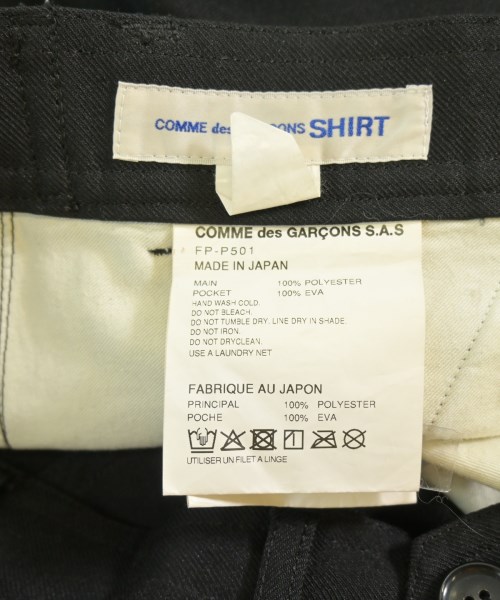 COMME des GARÇONS SHIRT
COMME des GARÇONS S.A.S
FP-P501
MADE IN JAPAN
MAIN 100% POLYESTER
POCKET 100% EVA
HAND WASH COLD.
DO NOT BLEACH.
DO NOT TUMBLE DRY, LINE DRY IN SHADE.
DO NOT IRON.
DO NOT DRYCLEAN.
USE A LAUNDRY NET
FABRIQUE AU JAPON
PRINCIPAL 100% POLYESTER
POCHE 100% EVA
UTILISER UN FILET A LINGE